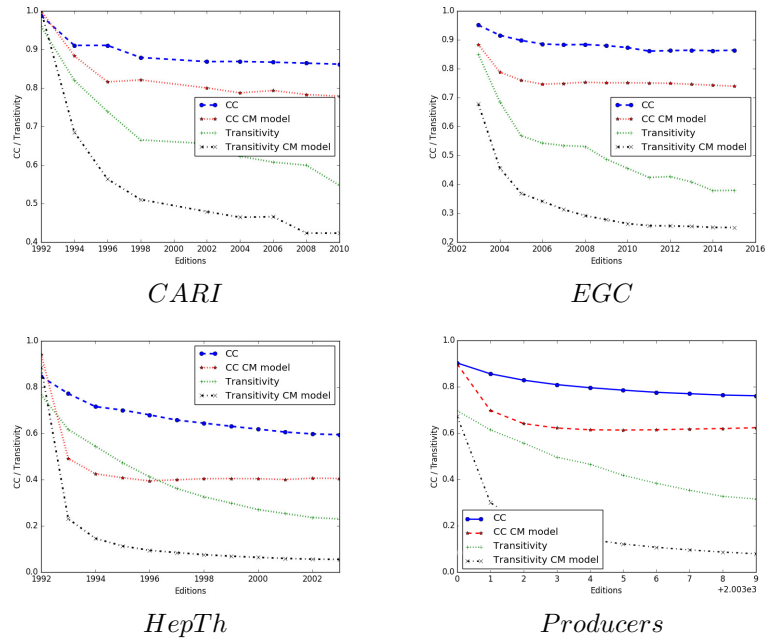 1.0
0.9
0.8
0.7
0.6
0.5
0.4
CC / Transitivity
CC
CC CM model
Transitivity
Transitivity CM model
1992 1994 1996 1998 2000 2002 2004 2006 2008 2010
Editions
CARI
1.0
0.9
0.8
0.7
0.6
0.5
0.4
0.3
0.2
CC / Transitivity
CC
CC CM model
Transitivity
Transitivity CM model
2002 2004 2006 2008 2010 2012 2014 2016
Editions
EGC
1.0
0.8
0.6
0.4
0.2
0.0
CC / Transitivity
CC
CC CM model
Transitivity
Transitivity CM model
1992 1994 1996 1998 2000 2002
Editions
HepTh
1.0
0.8
0.6
0.4
0.2
0.0
CC / Transitivity
CC
CC CM model
Transitivity
Transitivity CM model
0 1 2 3 4 5 6 7 8 9
Editions
+2.003e3
Producers